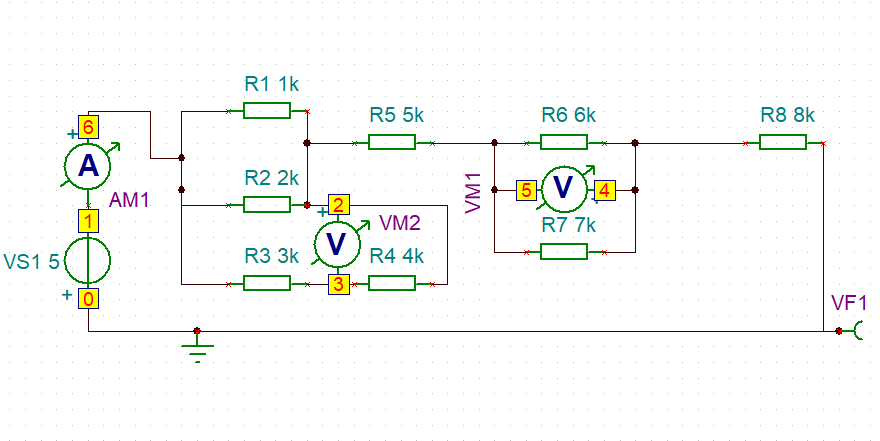 R1 1k
R5 5k
R6 6k
R8 8k
+
6
A
AM1
R2 2k
2
+
VM2
VM1
5
V
4
+
1
V
R7 7k
VS1 5
R3 3k
R4 4k
3
+
0
VF1